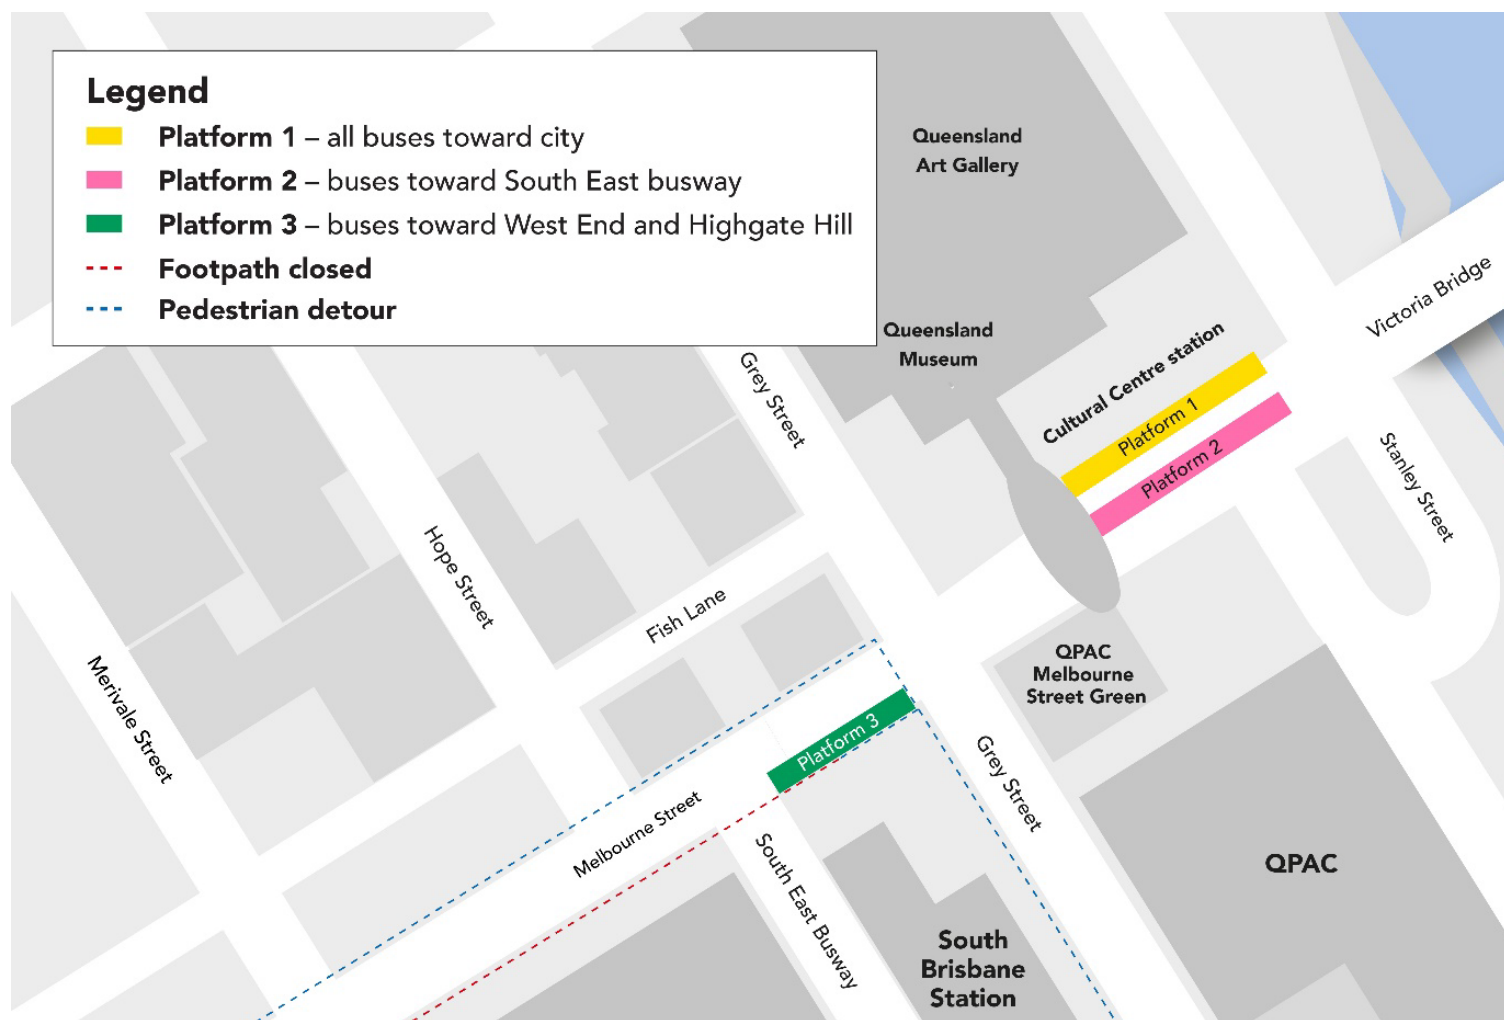 Legend
Platform 1 – all buses toward city
Platform 2 – buses toward South East busway
Platform 3 – buses toward West End and Highgate Hill
Footpath closed
Pedestrian detour
Queensland
Art Gallery
Queensland
Museum
Victoria Bridge
Cultural Centre station
Platform 1
Platform 2
Grey Street
Stanley Street
Hope Street
Fish Lane
Merivale Street
QPAC
Melbourne
Street Green
Platform 3
Grey Street
Melbourne Street
South East Busway
QPAC
South
Brisbane
Station